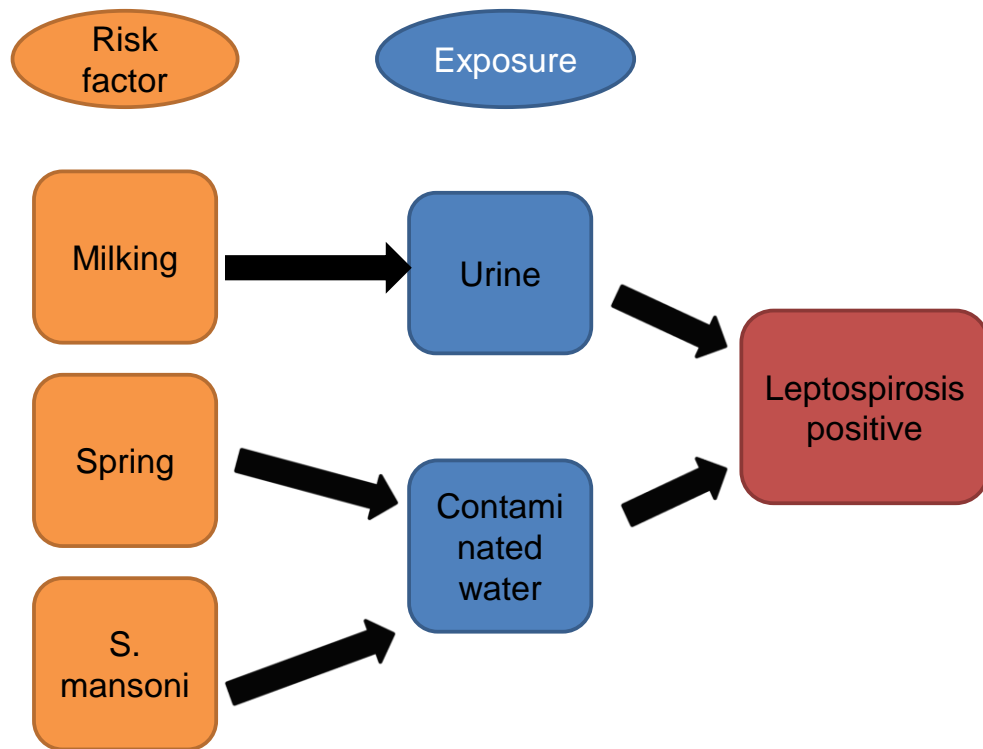 Risk
factor
Exposure
Milking
Urine
Leptospirosis
positive
Spring
Contami
nated
water
S.
mansoni